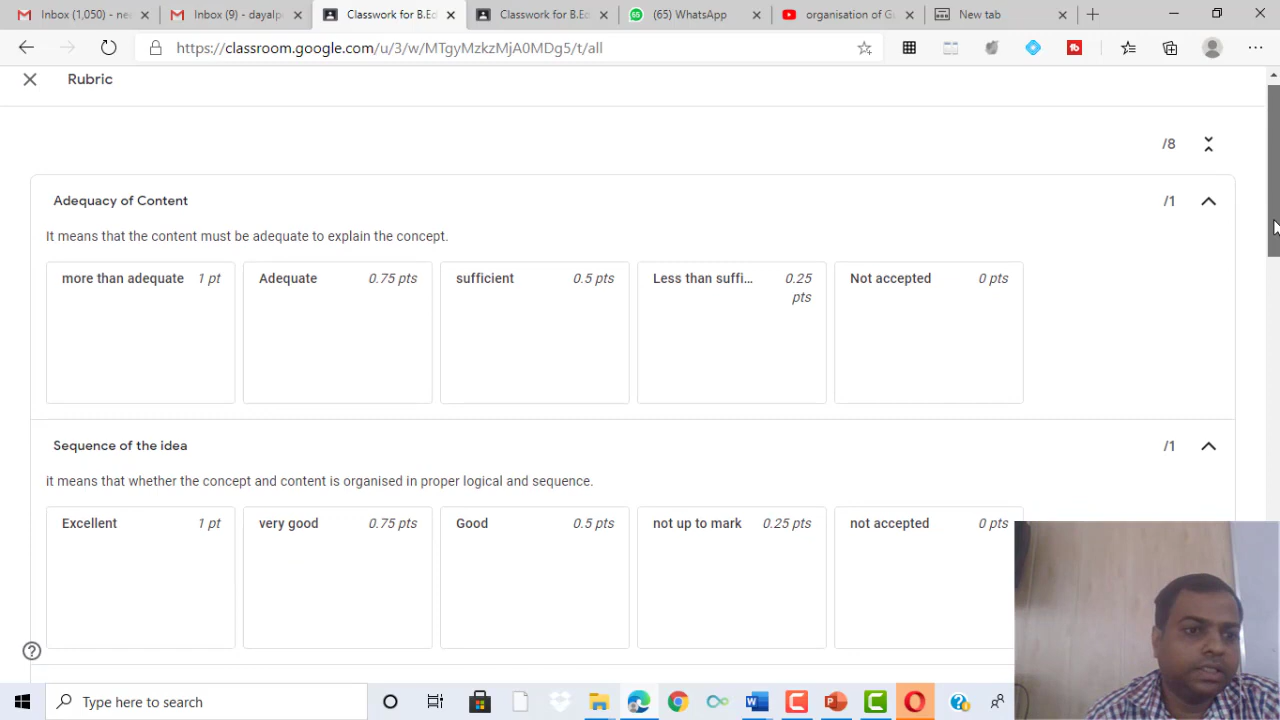 Inbox (1,050) - ne
Inbox (9) - dayalp
Classwork for B.Ed
Classwork for B.Ed
(65) WhatsApp
organisation of G
New tab
https://classroom.google.com/u/3/w/MTgyMzkzMjA0MDg5/t/all
Rubric
/8
Adequacy of Content /1
It means that the content must be adequate to explain the concept.
more than adequate 1 pt
Adequate 0.75 pts
sufficient 0.5 pts
Less than suffi... 0.25 pts
Not accepted 0 pts
Sequence of the idea /1
it means that whether the concept and content is organised in proper logical and sequence.
Excellent 1 pt
very good 0.75 pts
Good 0.5 pts
not up to mark 0.25 pts
not accepted 0 pts
Type here to search